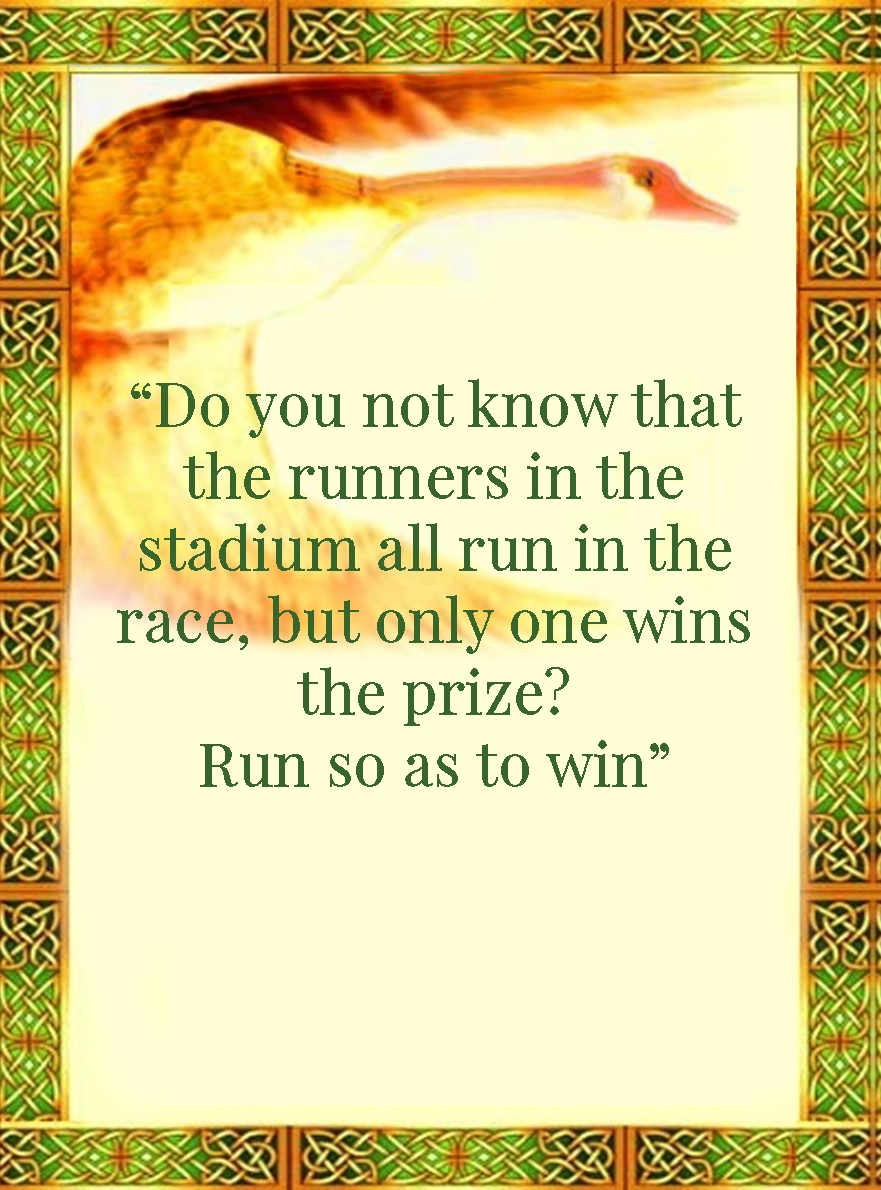 “Do you not know that
the runners in the
stadium all run in the
race, but only one wins
the prize?
Run so as to win”